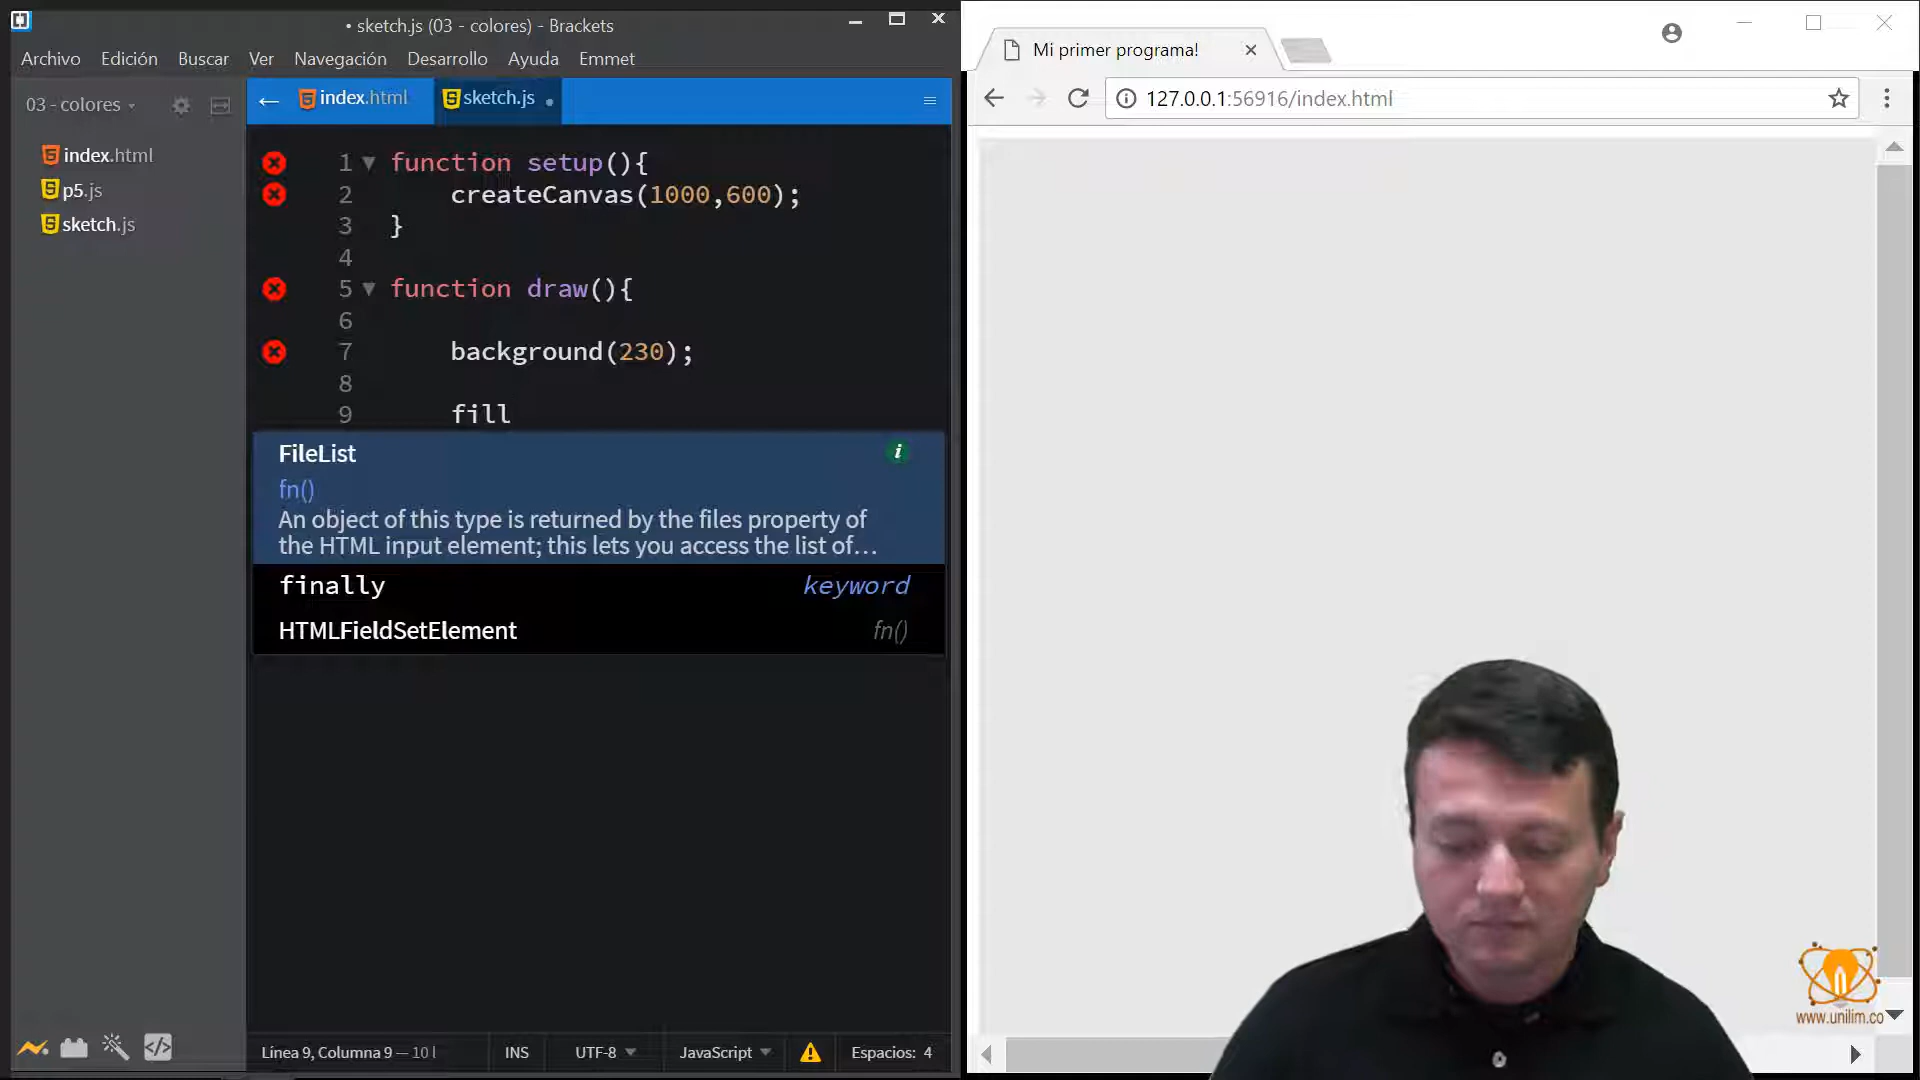 • sketch.js (03 - colores) - Brackets
Archivo Edición Buscar Ver Navegación Desarrollo Ayuda Emmet
03 - colores
index.html
p5.js
sketch.js
index.html sketch.js
1 function setup(){
2 createCanvas(1000,600);
3 }
4
5 function draw(){
6
7 background(230);
8
9 fill
FileList
fn()
An object of this type is returned by the files property of
the HTML input element; this lets you access the list of…
finally keyword
HTMLFieldSetElement fn()
INS UTF-8 JavaScript Espacios: 4
Línea 9, Columna 9 — 10 l
Mi primer programa!
127.0.0.1:56916/index.html
www.unilim.co